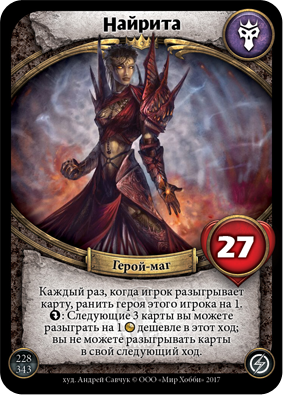 Найрита
27
Герой-маг
Каждый раз, когда игрок разыгрывает
карту, ранить героя этого игрока на 1.
: Следующие 3 карты вы можете
разыграть на 1 дешевле в этот ход;
вы не можете разыгрывать карты
в свой следующий ход.
228
343
худ. Андрей Савчук © ООО «Мир Хобби» 2017